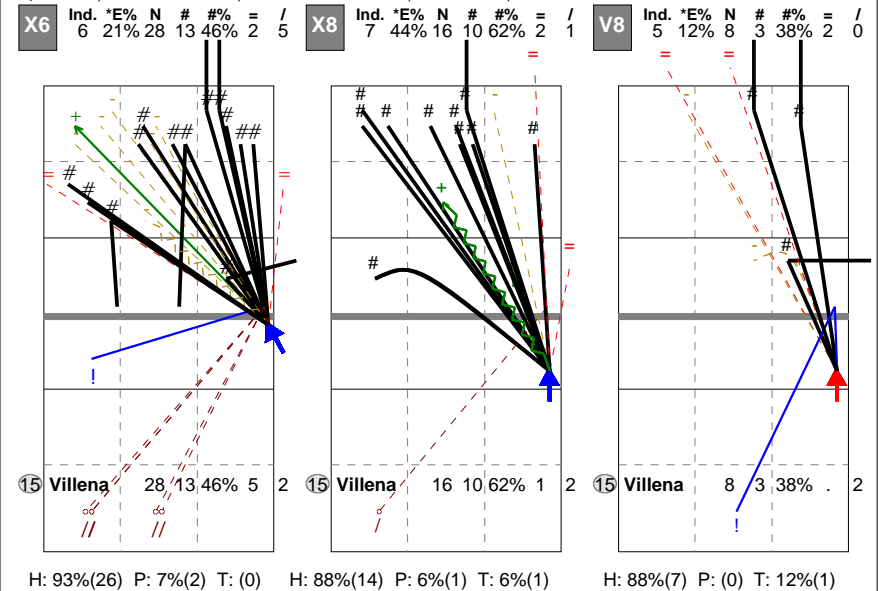 X6 Ind. *E% N # #% = /
6 21% 28 13 46% 2 5
X8 Ind. *E% N # #% = /
7 44% 16 10 62% 2 1
V8 Ind. *E% N # #% = /
5 12% 8 3 38% 2 0
15 Villena 28 13 46% 5 2
15 Villena 16 10 62% 1 2
15 Villena 8 3 38% . 2
H: 93%(26) P: 7%(2) T: (0)
H: 88%(14) P: 6%(1) T: 6%(1)
H: 88%(7) P: (0) T: 12%(1)